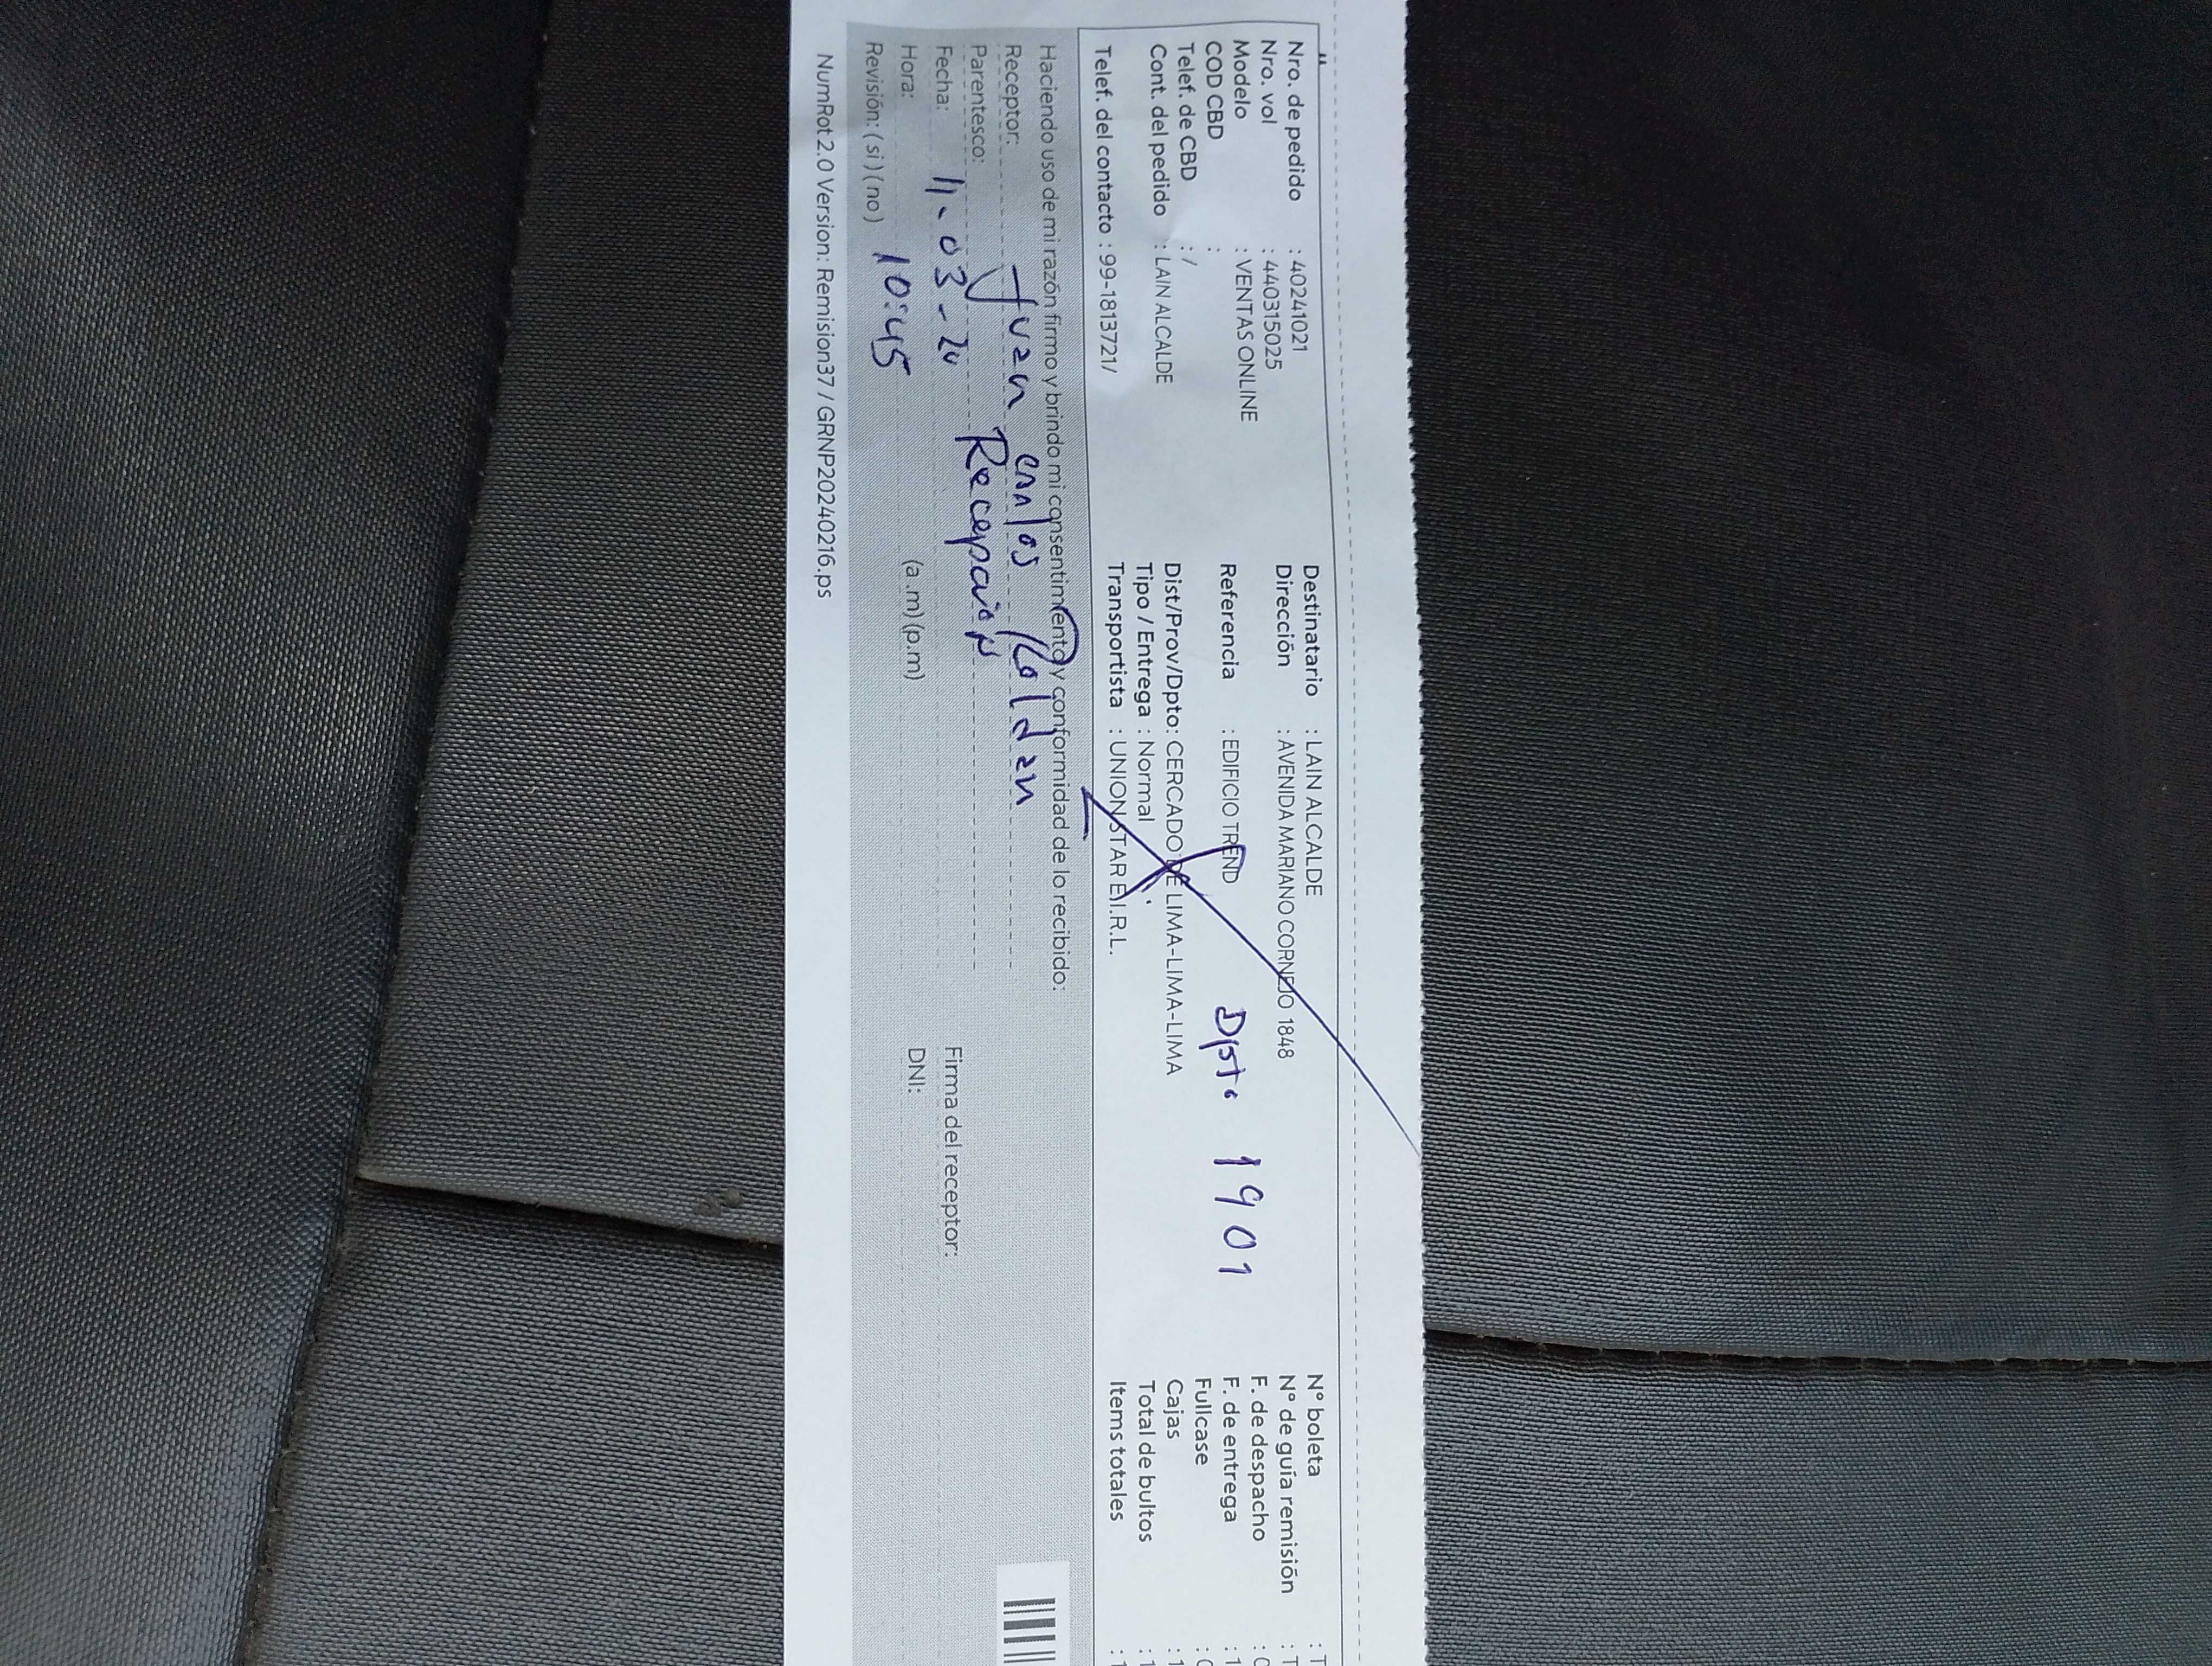 Nro. de pedido : 40241021
Nro. vol : 440315025
Modelo : VENTAS ONLINE
COD CBD :
Telef. de CBD : /
Cont. del pedido : LAIN ALCALDE
Telef. del contacto : 99-1813721/
Destinatario : LAIN ALCALDE
Dirección : AVENIDA MARIANO CORNEJO 1848
Referencia : EDIFICIO TREND Dpto 1901
Dist/Prov/Dpto : CERCADO DE LIMA-LIMA-LIMA
Tipo / Entrega : Normal
Transportista : UNION STAR E.I.R.L.
N° boleta : T
N° de guía remisión : T
F. de despacho :
F. de entrega : 1
Fullcase :
Cajas : 1
Total de bultos : 1
Items totales : 1
Haciendo uso de mi razón firmo y brindo mi consentimiento y conformidad de lo recibido:
Receptor: Juan Carlos Roldan
Parentesco: Recepción
Fecha: 11-03-24
Hora: 10:45 (a.m) (p.m)
Revisión: ( si ) ( no )
Firma del receptor:
DNI:
NumRot 2.0 Version: Remision37 / GRNP20240216.ps